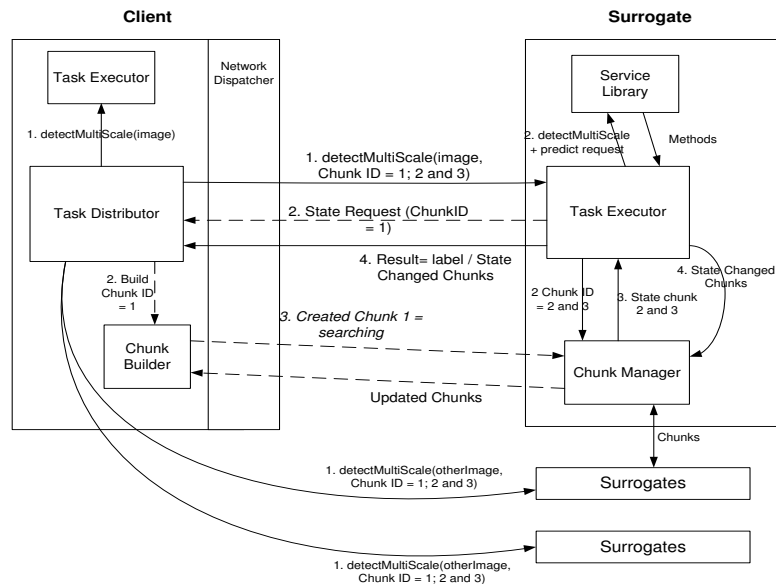 Client
Surrogate
Task Executor
Network
Dispatcher
Service
Library
1. detectMultiScale(image)
2. detectMultiScale
+ predict request
Methods
1. detectMultiScale(image,
Chunk ID = 1; 2 and 3)
Task Distributor
2. State Request (ChunkID
= 1)
Task Executor
4. Result= label / State
Changed Chunks
2. Build
Chunk ID
= 1
2 Chunk ID
= 2 and 3
3. State chunk
2 and 3
4. State Changed
Chunks
3. Created Chunk 1 =
searching
Chunk
Builder
Chunk Manager
Updated Chunks
Chunks
1. detectMultiScale(otherImage,
Chunk ID = 1; 2 and 3)
Surrogates
Surrogates
1. detectMultiScale(otherImage,
Chunk ID = 1; 2 and 3)